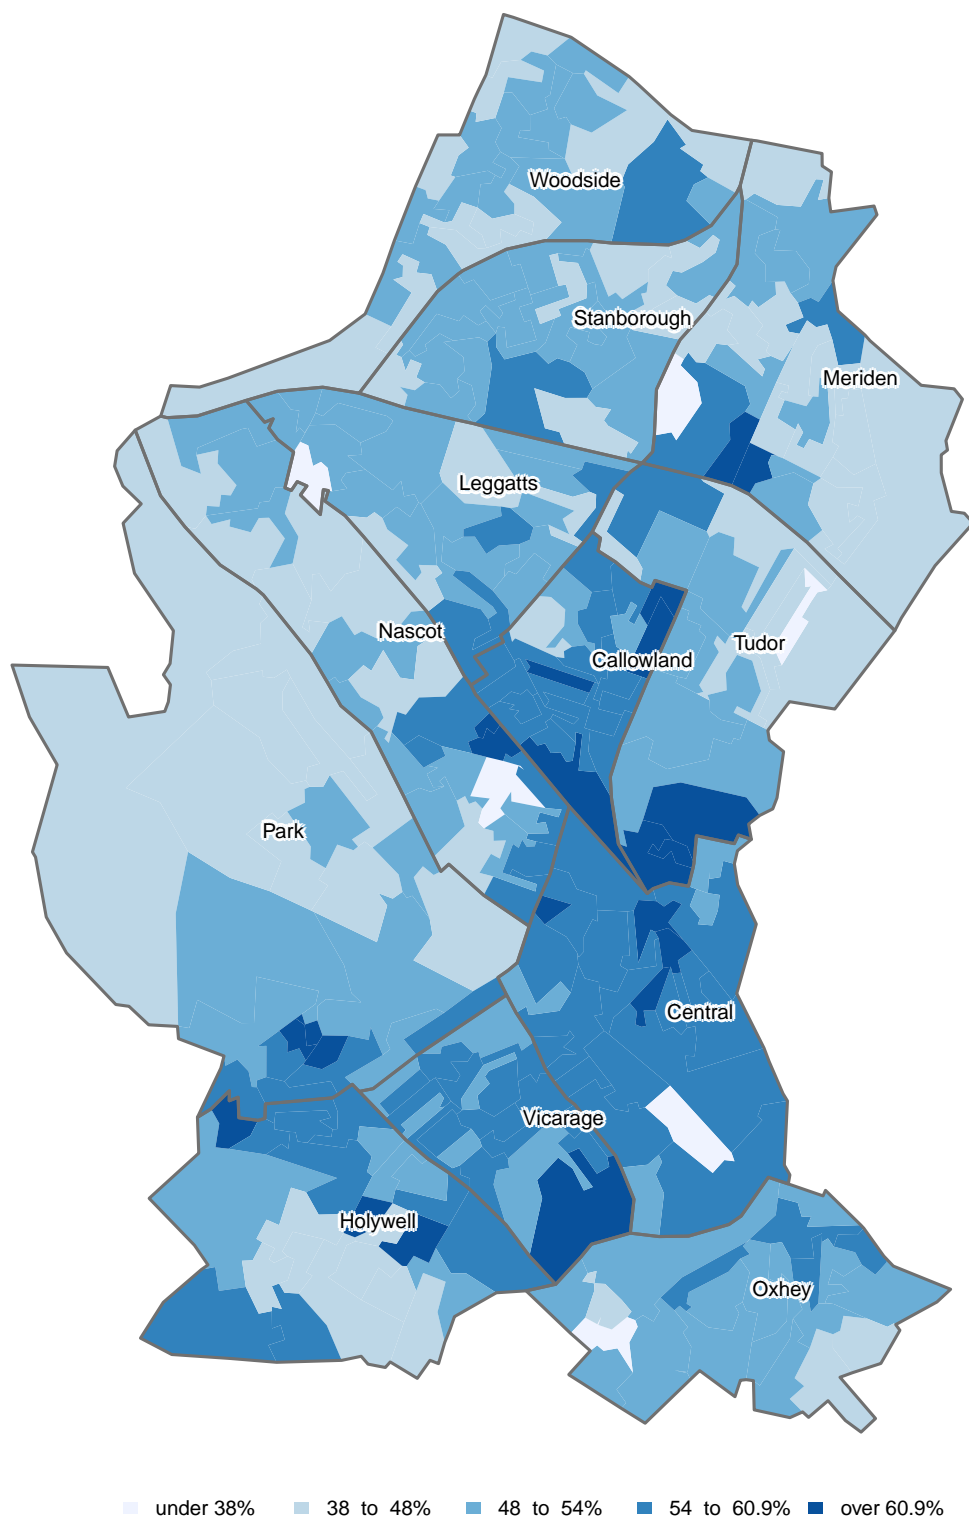 Woodside
Stanborough
Meriden
Leggatts
Nascot
Callowland
Tudor
Park
Central
Vicarage
Holywell
Oxhey
under 38% 38 to 48% 48 to 54% 54 to 60.9% over 60.9%